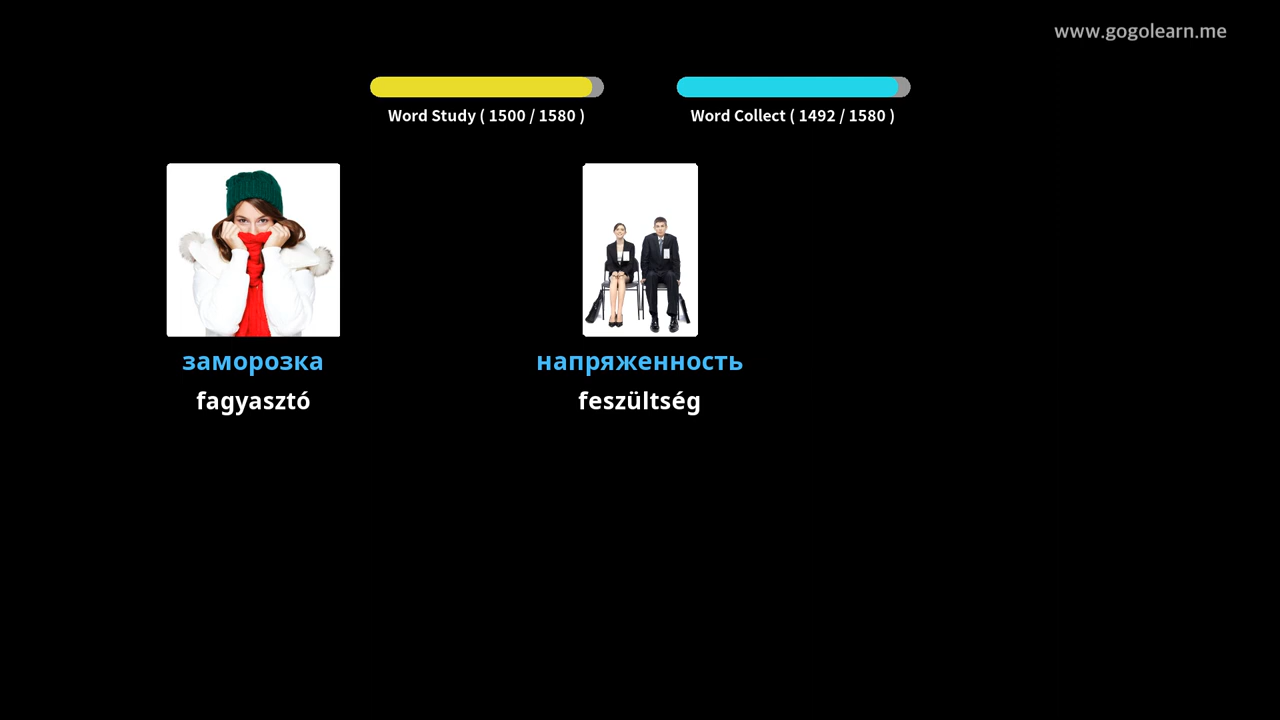 www.gogolearn.me
Word Study ( 1500 / 1580 )
Word Collect ( 1492 / 1580 )
заморозка
fagyasztó
напряженность
feszültség